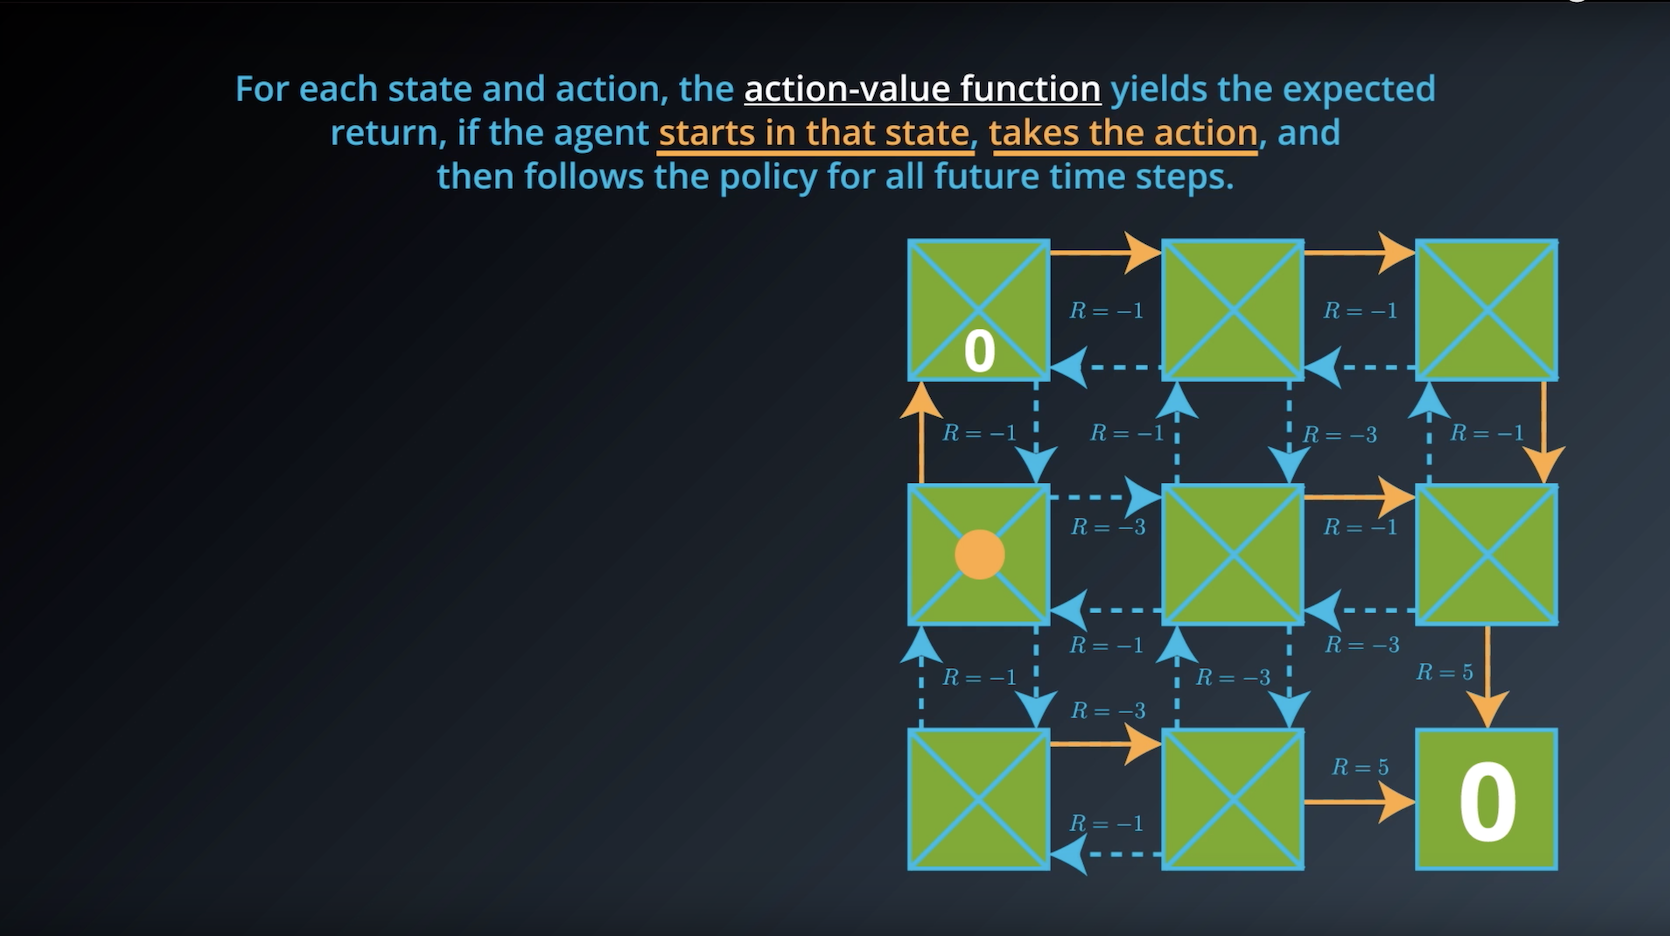 For each state and action, the action-value function yields the expected
return, if the agent starts in that state, takes the action, and
then follows the policy for all future time steps.
R = −1
R = −1
0
R = −1
R = −1
R = −3
R = −1
R = −3
R = −1
R = −1
R = −3
R = −1
R = −3
R = 5
R = −3
R = 5
0
R = −1